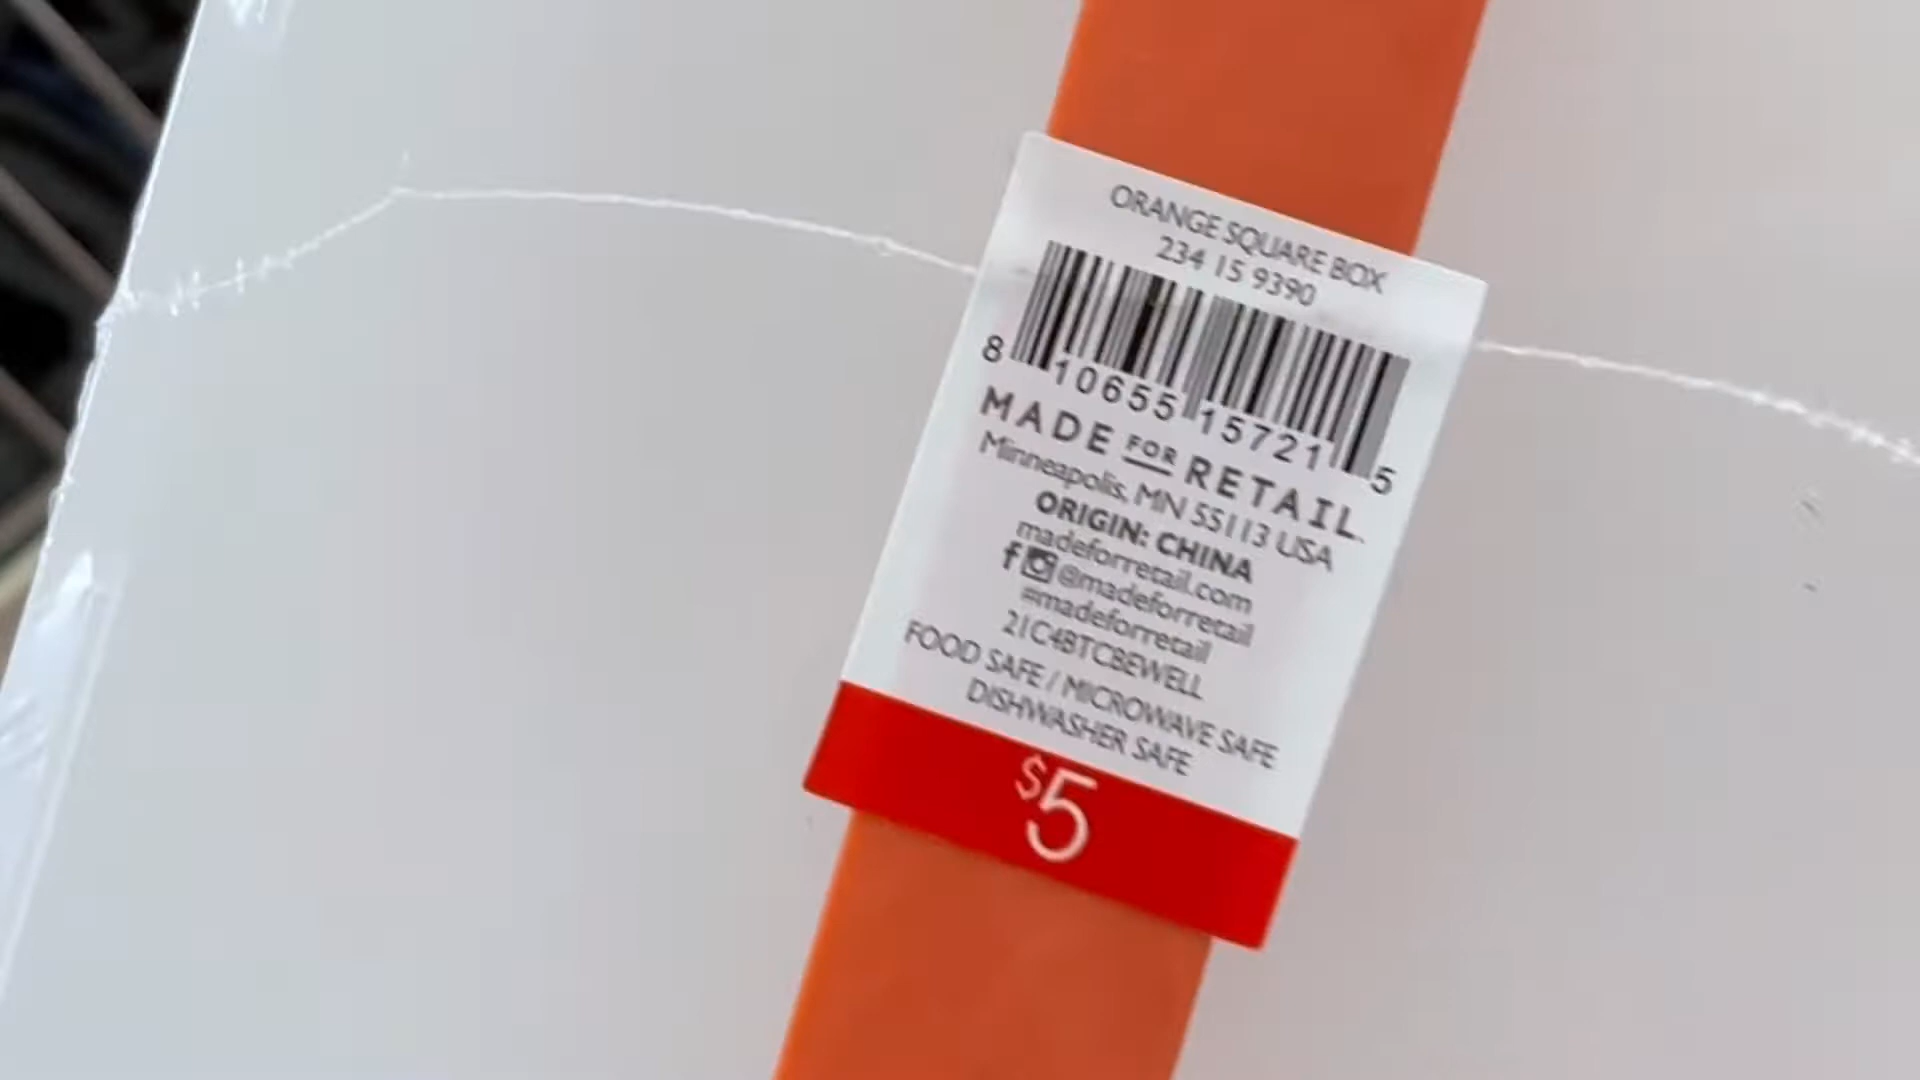 ORANGE SQUARE BOX
234 15 9390
8 10655 15721 5
MADE FOR RETAIL
Minneapolis, MN 55113 USA
ORIGIN: CHINA
madeforretail.com
f @madeforretail
#madeforretail
21C4BTCBEWELL
FOOD SAFE / MICROWAVE SAFE
DISHWASHER SAFE
$5